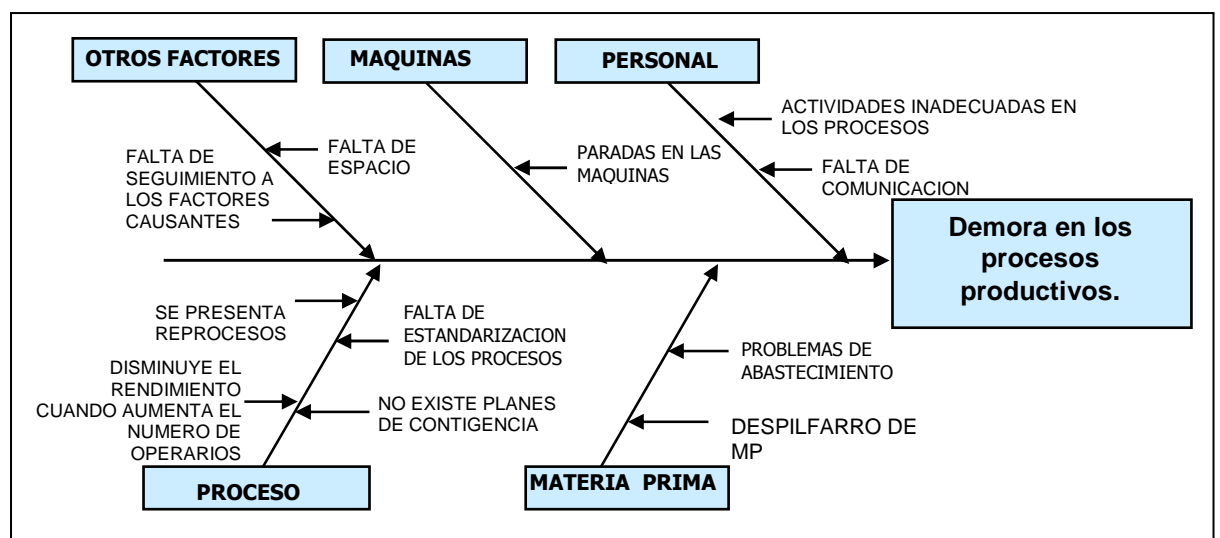 OTROS FACTORES
MAQUINAS
PERSONAL
ACTIVIDADES INADECUADAS EN
LOS PROCESOS
FALTA DE
ESPACIO
FALTA DE
SEGUIMIENTO A
LOS FACTORES
CAUSANTES
PARADAS EN LAS
MAQUINAS
FALTA DE
COMUNICACION
Demora en los
procesos
productivos.
SE PRESENTA
REPROCESOS
FALTA DE
ESTANDARIZACION
DE LOS PROCESOS
DISMINUYE EL
RENDIMIENTO
CUANDO AUMENTA EL
NUMERO DE
OPERARIOS
NO EXISTE PLANES
DE CONTIGENCIA
PROBLEMAS DE
ABASTECIMIENTO
DESPILFARRO DE
MP
PROCESO
MATERIA PRIMA